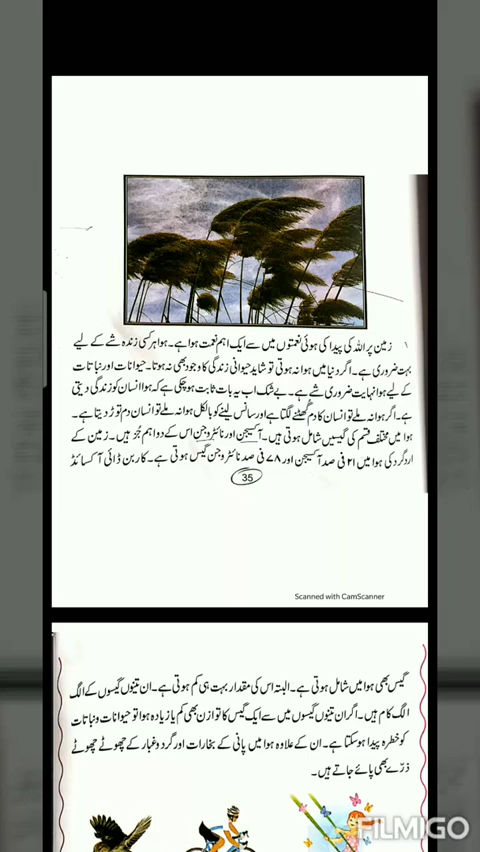 ۱ زمین پر اللہ کی پیدا کی ہوئی نعمتوں میں سے ایک اہم نعمت ہوا ہے۔ ہوا ہر کسی زندہ شے کے لیے
بہت ضروری ہے۔ اگر دنیا میں ہوا نہ ہوتی تو شاید حیوانی زندگی کا وجود بھی نہ ہوتا۔ حیوانات اور نباتات
کے لیے ہوا نہایت ضروری شے ہے۔ بے شک اب یہ بات ثابت ہو چکی ہے کہ ہوا انسان کو زندگی دیتی
ہے۔ اگر ہوا نہ ملے تو انسان کا دم گھٹنے لگتا ہے اور سانس لینے کو بالکل ہوا نہ ملے تو انسان دم توڑ دیتا ہے۔
ہوا میں مختلف قسم کی گیسیں شامل ہوتی ہیں۔ آکسیجن اور نائٹروجن اس کے دو اہم جُز ہیں۔ زمین کے
اردگرد کی ہوا میں ۲۱ فی صد آکسیجن اور ۷۸ فی صد نائٹروجن گیس ہوتی ہے۔ کاربن ڈائی آکسائڈ
35
Scanned with CamScanner
گیس بھی ہوا میں شامل ہوتی ہے۔ البتہ اس کی مقدار بہت ہی کم ہوتی ہے۔ ان تینوں گیسوں کے الگ
الگ کام ہیں۔ اگر ان تینوں گیسوں میں سے ایک گیس کا توازن بھی کم یا زیادہ ہوا تو حیوانات و نباتات
کو خطرہ پیدا ہو سکتا ہے۔ ان کے علاوہ ہوا میں پانی کے بخارات اور گرد و غبار کے چھوٹے چھوٹے
ذرّے بھی پائے جاتے ہیں۔
FILMIGO